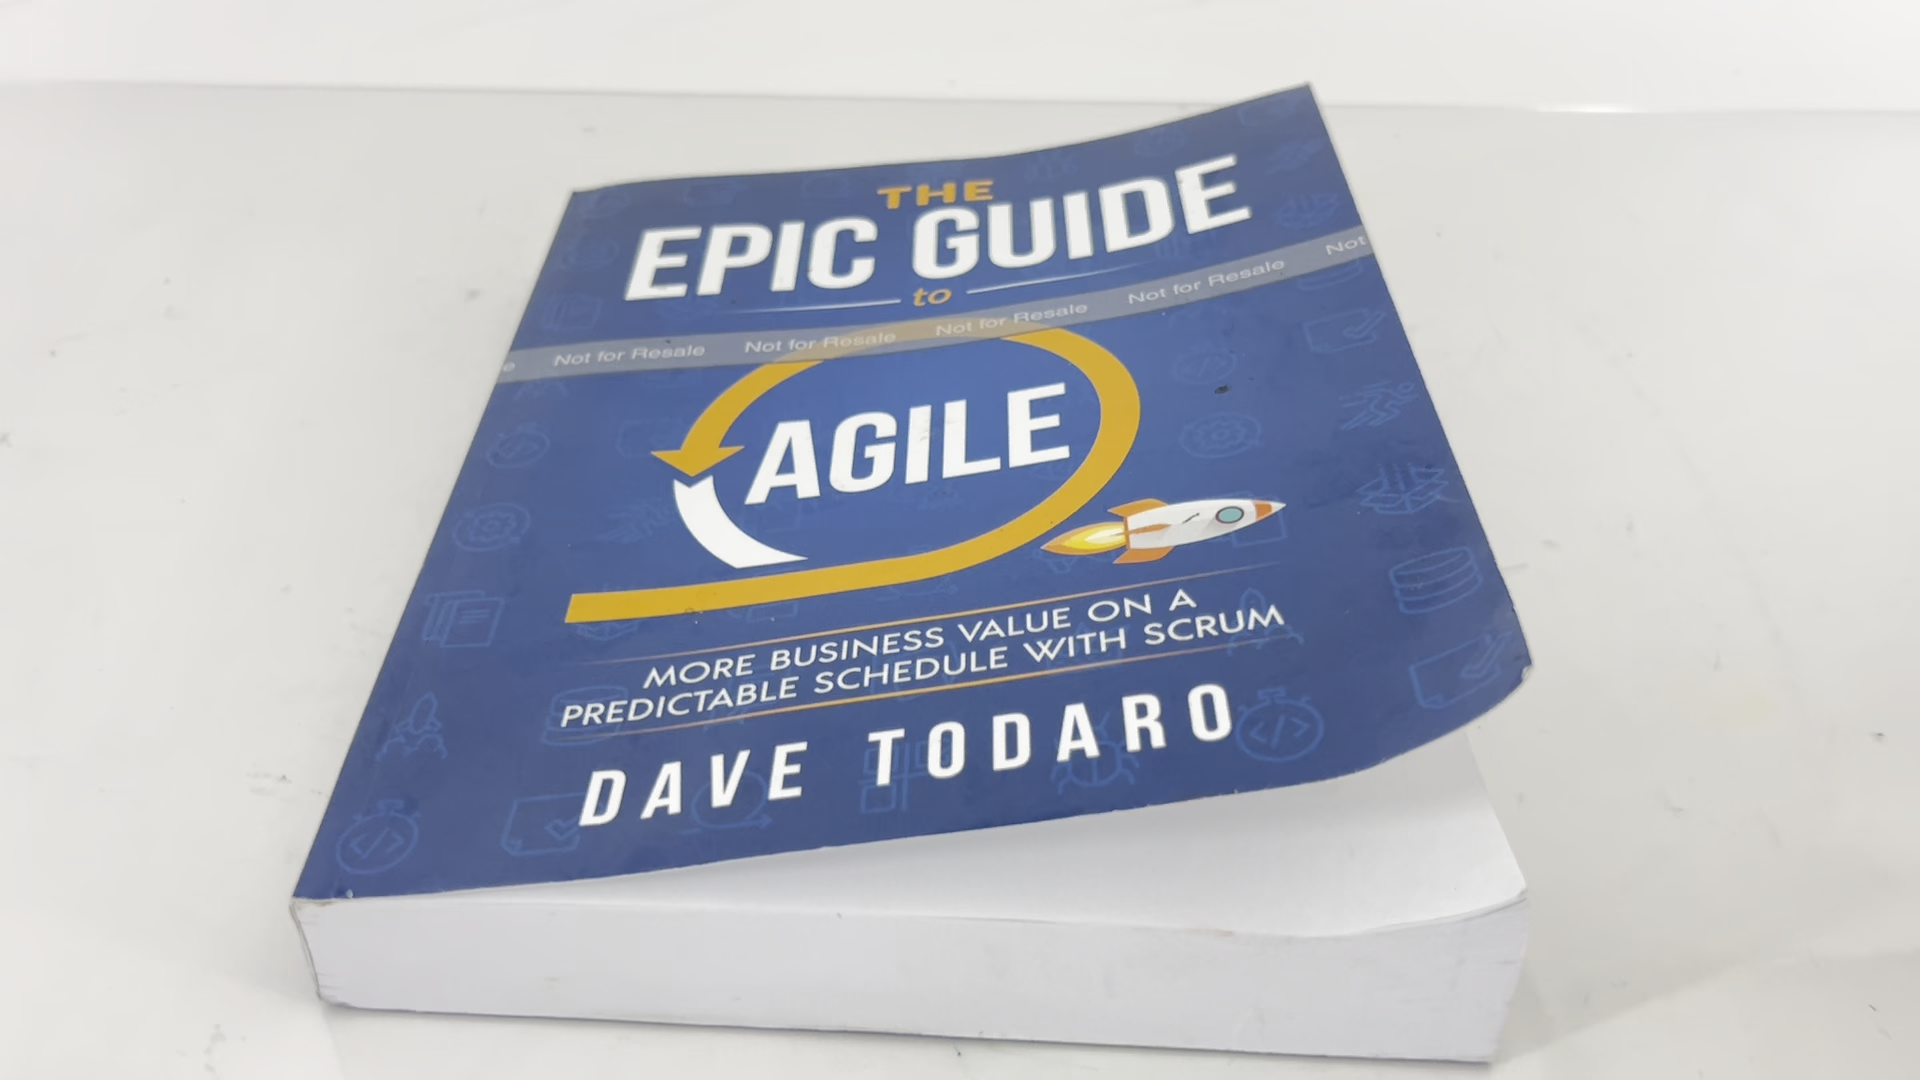 THE
EPIC GUIDE
to
Not for Resale Not for Resale Not for Resale Not for Resale Not
AGILE
MORE BUSINESS VALUE ON A
PREDICTABLE SCHEDULE WITH SCRUM
DAVE TODARO